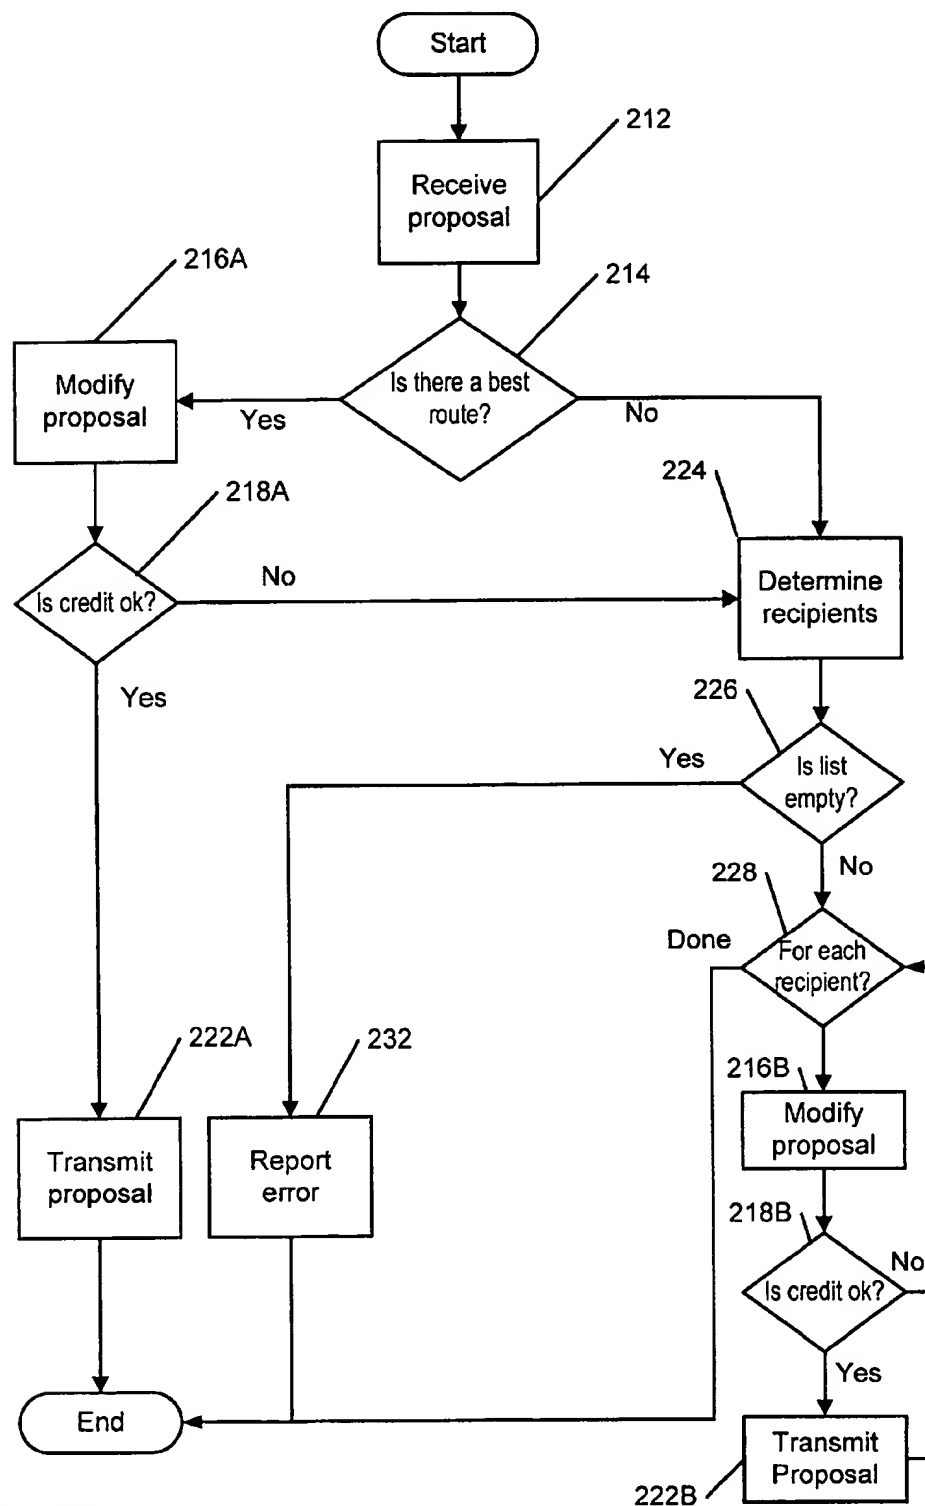 Start
212
Receive
proposal
216A
214
Modify
proposal
Is there a best
route?
Yes
No
218A
224
Is credit ok?
No
Determine
recipients
Yes
226
Yes
Is list
empty?
No
228
Done
For each
recipient?
222A
232
216B
Transmit
proposal
Report
error
Modify
proposal
218B
No
Is credit ok?
Yes
End
Transmit
Proposal
222B